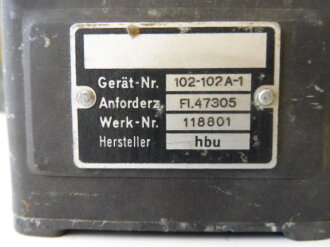 Gerät-Nr. 102-102A-1
Anforderz. Fl.47305
Werk-Nr. 118801
Hersteller hbu